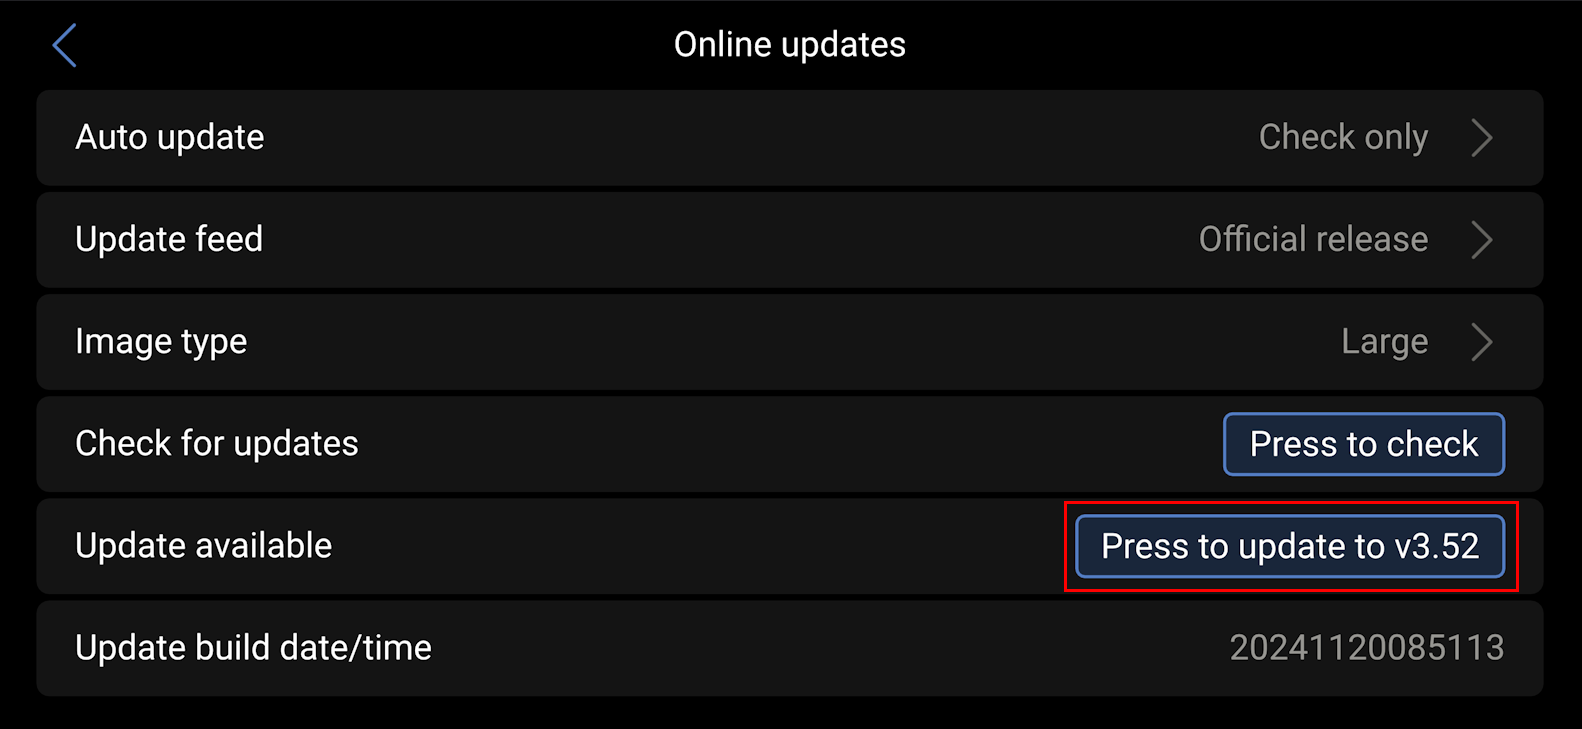 Online updates
Auto update Check only
Update feed Official release
Image type Large
Check for updates Press to check
Update available Press to update to v3.52
Update build date/time 20241120085113